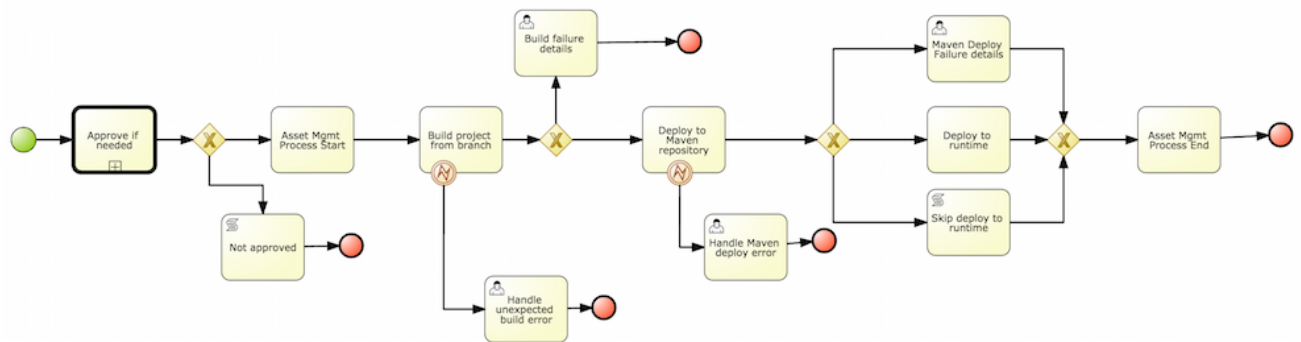 Build failure
details
Maven Deploy
Failure details
Approve if
needed
Asset Mgmt
Process Start
Build project
from branch
Deploy to
Maven
repository
Deploy to
runtime
Asset Mgmt
Process End
Not approved
Handle Maven
deploy error
Skip deploy to
runtime
Handle
unexpected
build error